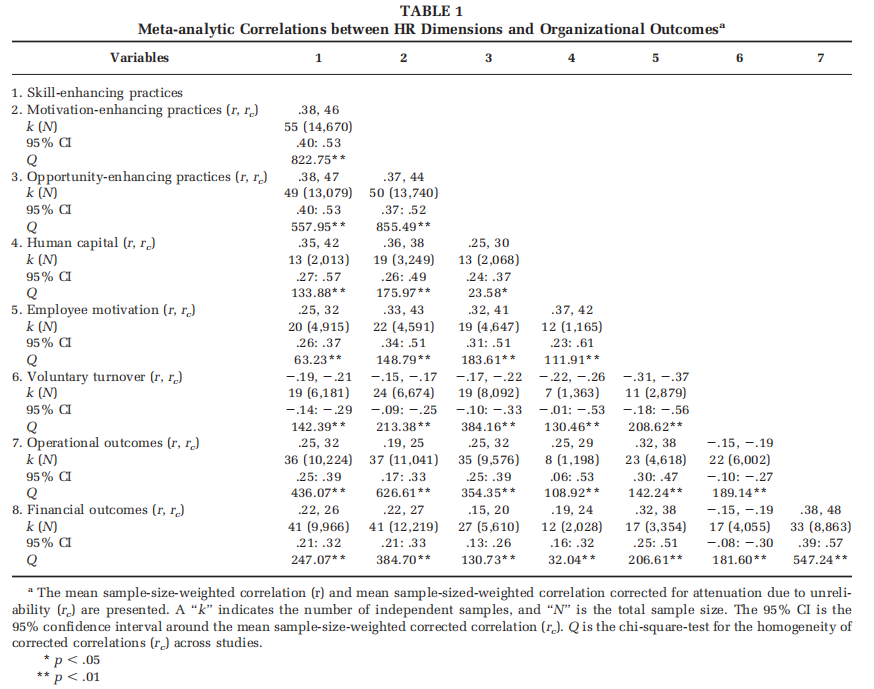 TABLE 1
Meta-analytic Correlations between HR Dimensions and Organizational Outcomesa
Variables 1 2 3 4 5 6 7
1. Skill-enhancing practices
2. Motivation-enhancing practices (r, rc) .38, 46
k (N) 55 (14,670)
95% CI .40: .53
Q 822.75**
3. Opportunity-enhancing practices (r, rc) .38, 47 .37, 44
k (N) 49 (13,079) 50 (13,740)
95% CI .40: .53 .37: .52
Q 557.95** 855.49**
4. Human capital (r, rc) .35, 42 .36, 38 .25, 30
k (N) 13 (2,013) 19 (3,249) 13 (2,068)
95% CI .27: .57 .26: .49 .24: .37
Q 133.88** 175.97** 23.58*
5. Employee motivation (r, rc) .25, 32 .33, 43 .32, 41 .37, 42
k (N) 20 (4,915) 22 (4,591) 19 (4,647) 12 (1,165)
95% CI .26: .37 .34: .51 .31: .51 .23: .61
Q 63.23** 148.79** 183.61** 111.91**
6. Voluntary turnover (r, rc) −.19, −.21 −.15, −.17 −.17, −.22 −.22, −.26 −.31, −.37
k (N) 19 (6,181) 24 (6,674) 19 (8,092) 7 (1,363) 11 (2,879)
95% CI −.14: −.29 −.09: −.25 −.10: −.33 −.01: −.53 −.18: −.56
Q 142.39** 213.38** 384.16** 130.46** 208.62**
7. Operational outcomes (r, rc) .25, 32 .19, 25 .25, 32 .25, 29 .32, 38 −.15, −.19
k (N) 36 (10,224) 37 (11,041) 35 (9,576) 8 (1,198) 23 (4,618) 22 (6,002)
95% CI .25: .39 .17: .33 .25: .39 .06: .53 .30: .47 −.10: −.27
Q 436.07** 626.61** 354.35** 108.92** 142.24** 189.14**
8. Financial outcomes (r, rc) .22, 26 .22, 27 .15, 20 .19, 24 .32, 38 −.15, −.19 .38, 48
k (N) 41 (9,966) 41 (12,219) 27 (5,610) 12 (2,028) 17 (3,354) 17 (4,055) 33 (8,863)
95% CI .21: .32 .21: .33 .13: .26 .16: .32 .25: .51 −.08: −.30 .39: .57
Q 247.07** 384.70** 130.73** 32.04** 206.61** 181.60** 547.24**
a The mean sample-size-weighted correlation (r) and mean sample-sized-weighted correlation corrected for attenuation due to unreli-
ability (rc) are presented. A “k” indicates the number of independent samples, and “N” is the total sample size. The 95% CI is the
95% confidence interval around the mean sample-size-weighted corrected correlation (rc). Q is the chi-square-test for the homogeneity of
corrected correlations (rc) across studies.
* p < .05
** p < .01